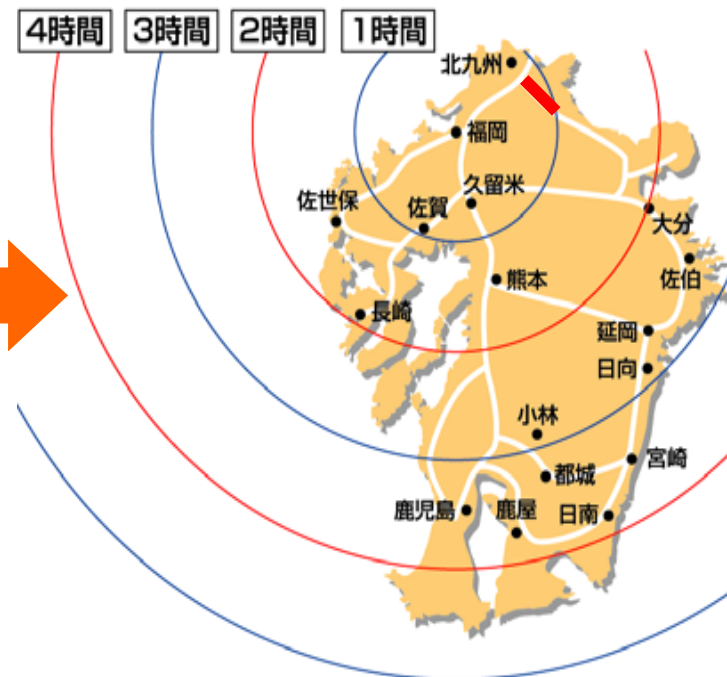 4時間
3時間
2時間
1時間
北九州
福岡
久留米
佐世保
佐賀
大分
佐伯
熊本
長崎
延岡
日向
小林
宮崎
都城
鹿児島
鹿屋
日南